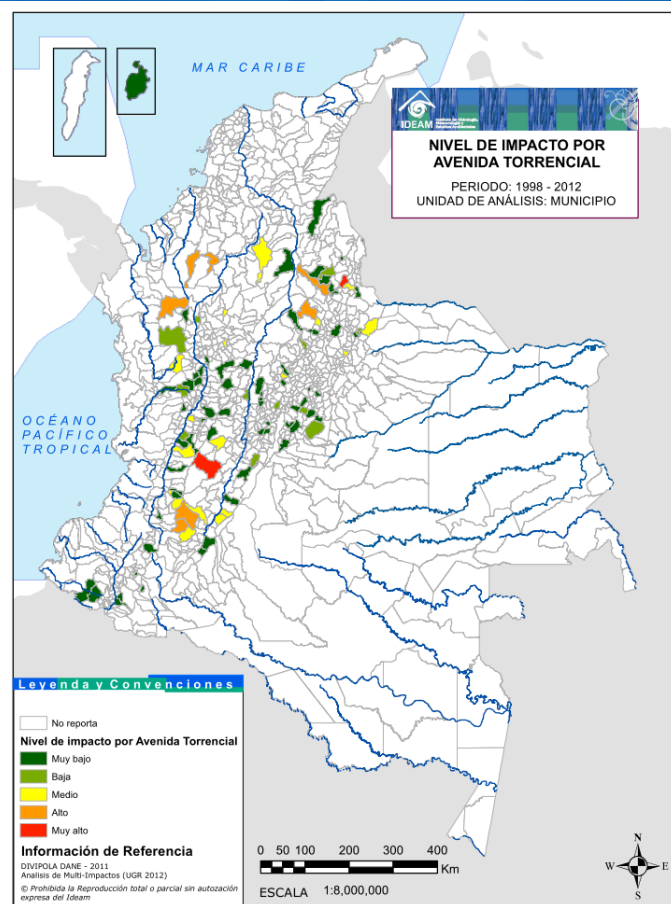 MAR CARIBE
IDEAM
NIVEL DE IMPACTO POR
AVENIDA TORRENCIAL
PERIODO: 1998 - 2012
UNIDAD DE ANÁLISIS: MUNICIPIO
OCÉANO
PACÍFICO
TROPICAL
Leyenda y Convenciones
No reporta
Nivel de impacto por Avenida Torrencial
Muy bajo
Baja
Medio
Alto
Muy alto
Información de Referencia
DIVIPOLA DANE - 2011
Analisis de Multi-Impactos (UGR 2012)
© Prohibida la Reproducción total o parcial sin autozación
expresa del Ideam
0 50 100 200 300 400
Km
ESCALA 1:8,000,000
N
W E
S